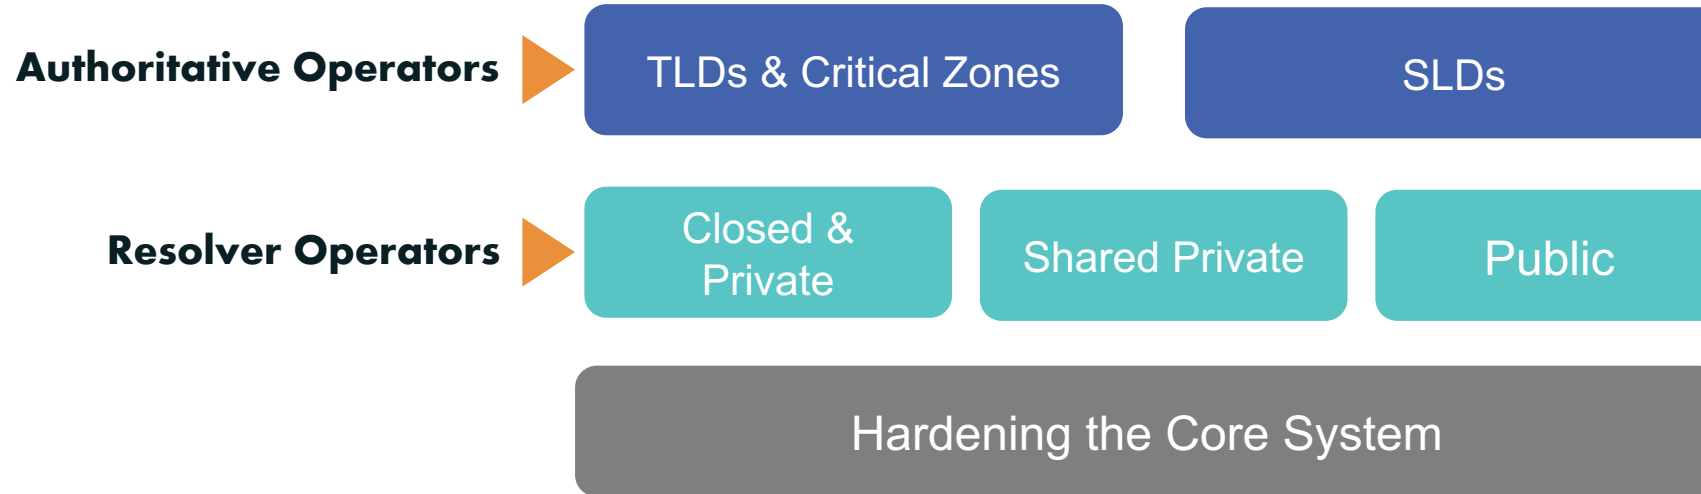 Authoritative Operators
TLDs & Critical Zones
SLDs
Resolver Operators
Closed &
Private
Shared Private
Public
Hardening the Core System